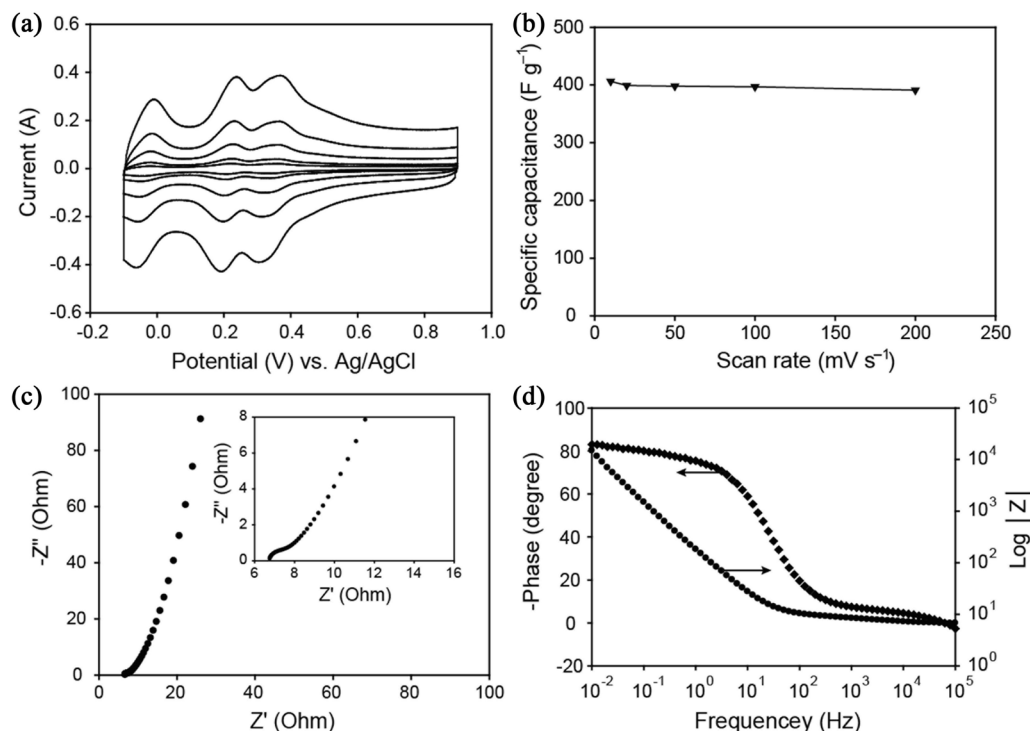 (a)
0.6
0.4
0.2
0.0
-0.2
-0.4
-0.6
Current (A)
-0.2 0.0 0.2 0.4 0.6 0.8 1.0
Potential (V) vs. Ag/AgCl
(b)
500
400
300
200
100
0
Specific capacitance (F g⁻¹)
0 50 100 150 200 250
Scan rate (mV s⁻¹)
(c)
100
80
60
40
20
0
-Z'' (Ohm)
0 20 40 60 80 100
Z' (Ohm)
8
6
4
2
0
-Z'' (Ohm)
6 8 10 12 14 16
Z' (Ohm)
(d)
100
80
60
40
20
0
-20
-Phase (degree)
10⁵
10⁴
10³
10²
10¹
10⁰
Log |Z|
10⁻² 10⁻¹ 10⁰ 10¹ 10² 10³ 10⁴ 10⁵
Frequencey (Hz)